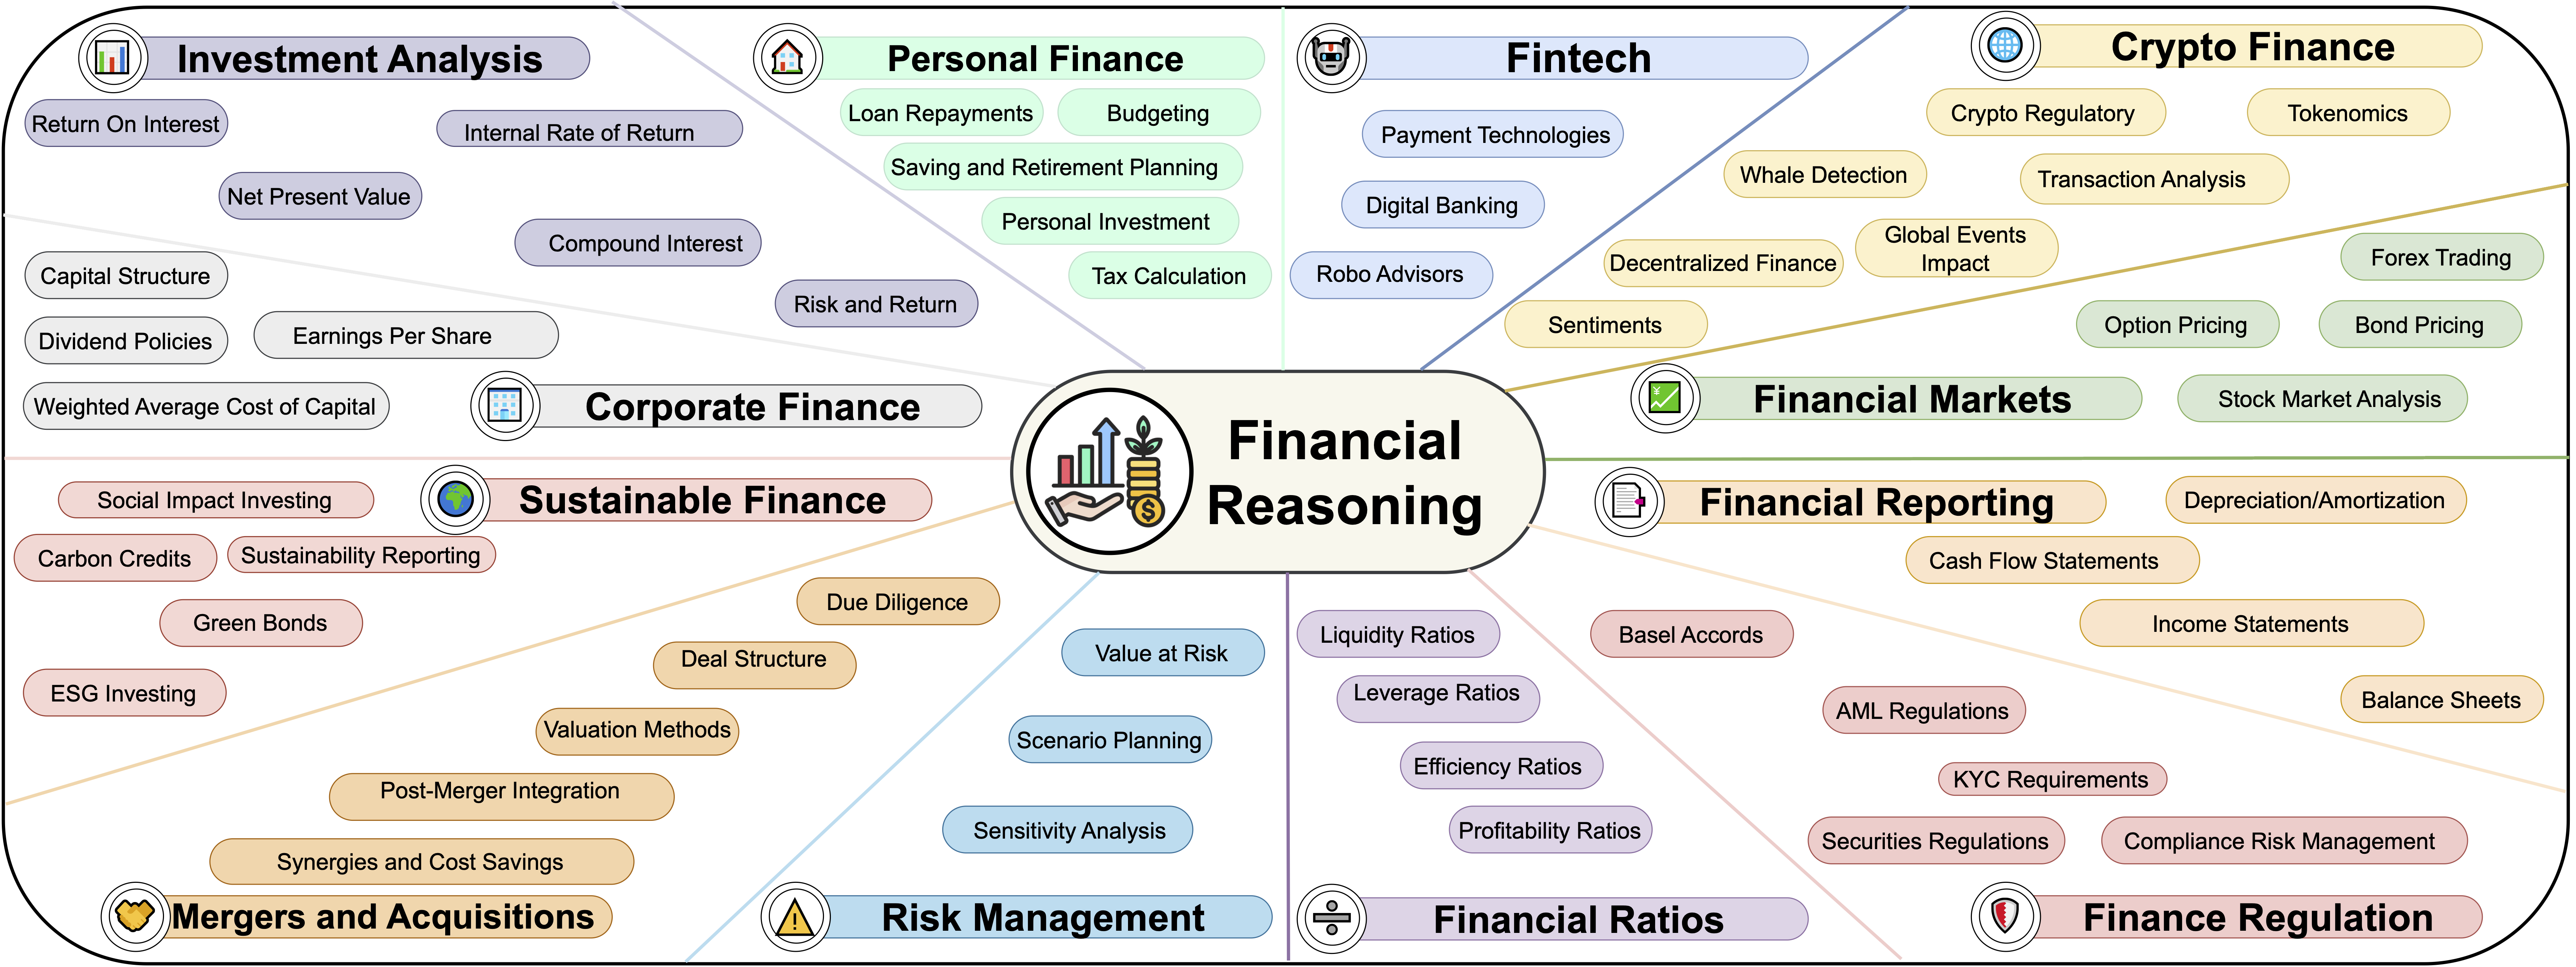 Investment Analysis
Return On Interest
Internal Rate of Return
Net Present Value
Compound Interest
Risk and Return
Personal Finance
Loan Repayments
Budgeting
Saving and Retirement Planning
Personal Investment
Tax Calculation
Fintech
Payment Technologies
Digital Banking
Robo Advisors
Crypto Finance
Crypto Regulatory
Tokenomics
Whale Detection
Transaction Analysis
Global Events
Impact
Decentralized Finance
Sentiments
Capital Structure
Dividend Policies
Earnings Per Share
Weighted Average Cost of Capital
Corporate Finance
Forex Trading
Option Pricing
Bond Pricing
¥
Financial Markets
Stock Market Analysis
$
Financial
Reasoning
Social Impact Investing
Sustainable Finance
Carbon Credits
Sustainability Reporting
Green Bonds
ESG Investing
Financial Reporting
Depreciation/Amortization
Cash Flow Statements
Income Statements
Balance Sheets
Due Diligence
Deal Structure
Valuation Methods
Post-Merger Integration
Synergies and Cost Savings
Mergers and Acquisitions
Value at Risk
Scenario Planning
Sensitivity Analysis
Risk Management
Liquidity Ratios
Leverage Ratios
Efficiency Ratios
Profitability Ratios
Financial Ratios
Basel Accords
AML Regulations
KYC Requirements
Securities Regulations
Compliance Risk Management
Finance Regulation